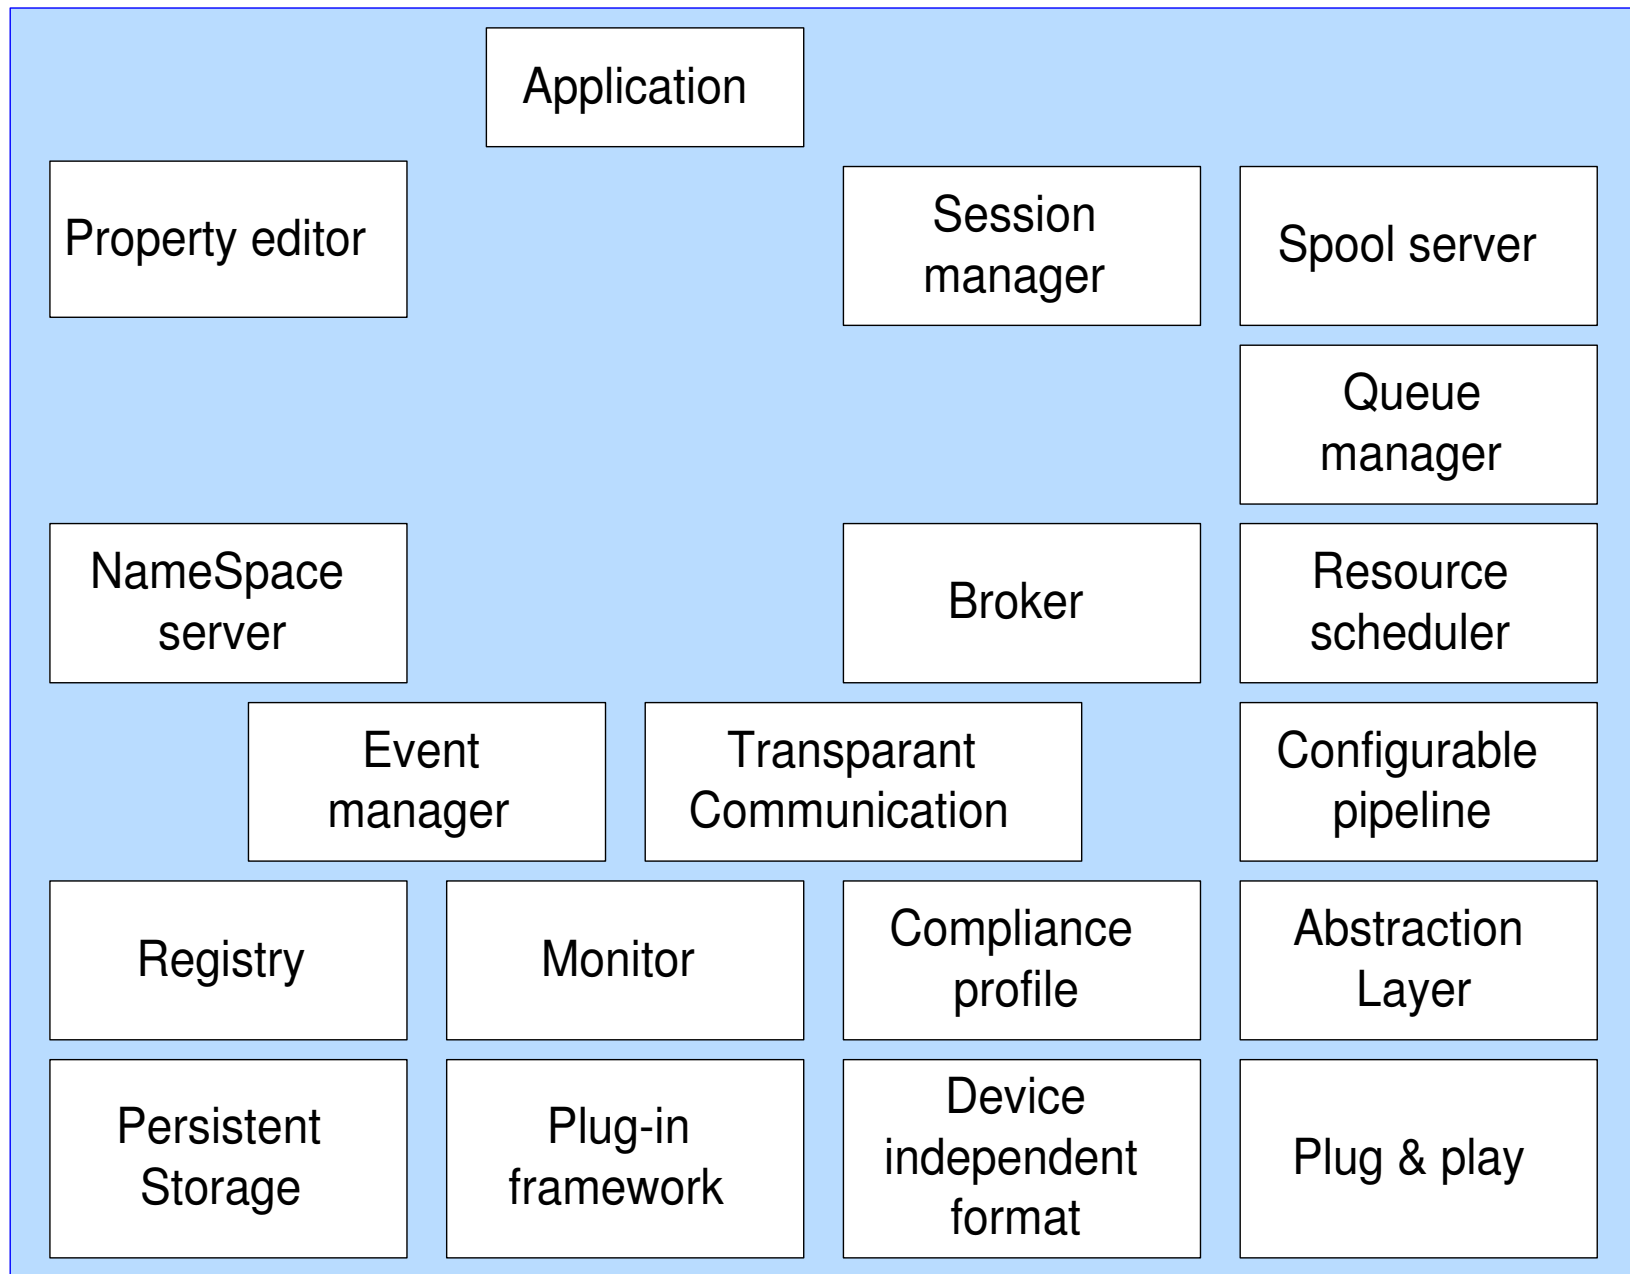 Application
Property editor
Session
manager
Spool server
Queue
manager
NameSpace
server
Broker
Resource
scheduler
Event
manager
Transparant
Communication
Configurable
pipeline
Registry
Monitor
Compliance
profile
Abstraction
Layer
Persistent
Storage
Plug-in
framework
Device
independent
format
Plug & play